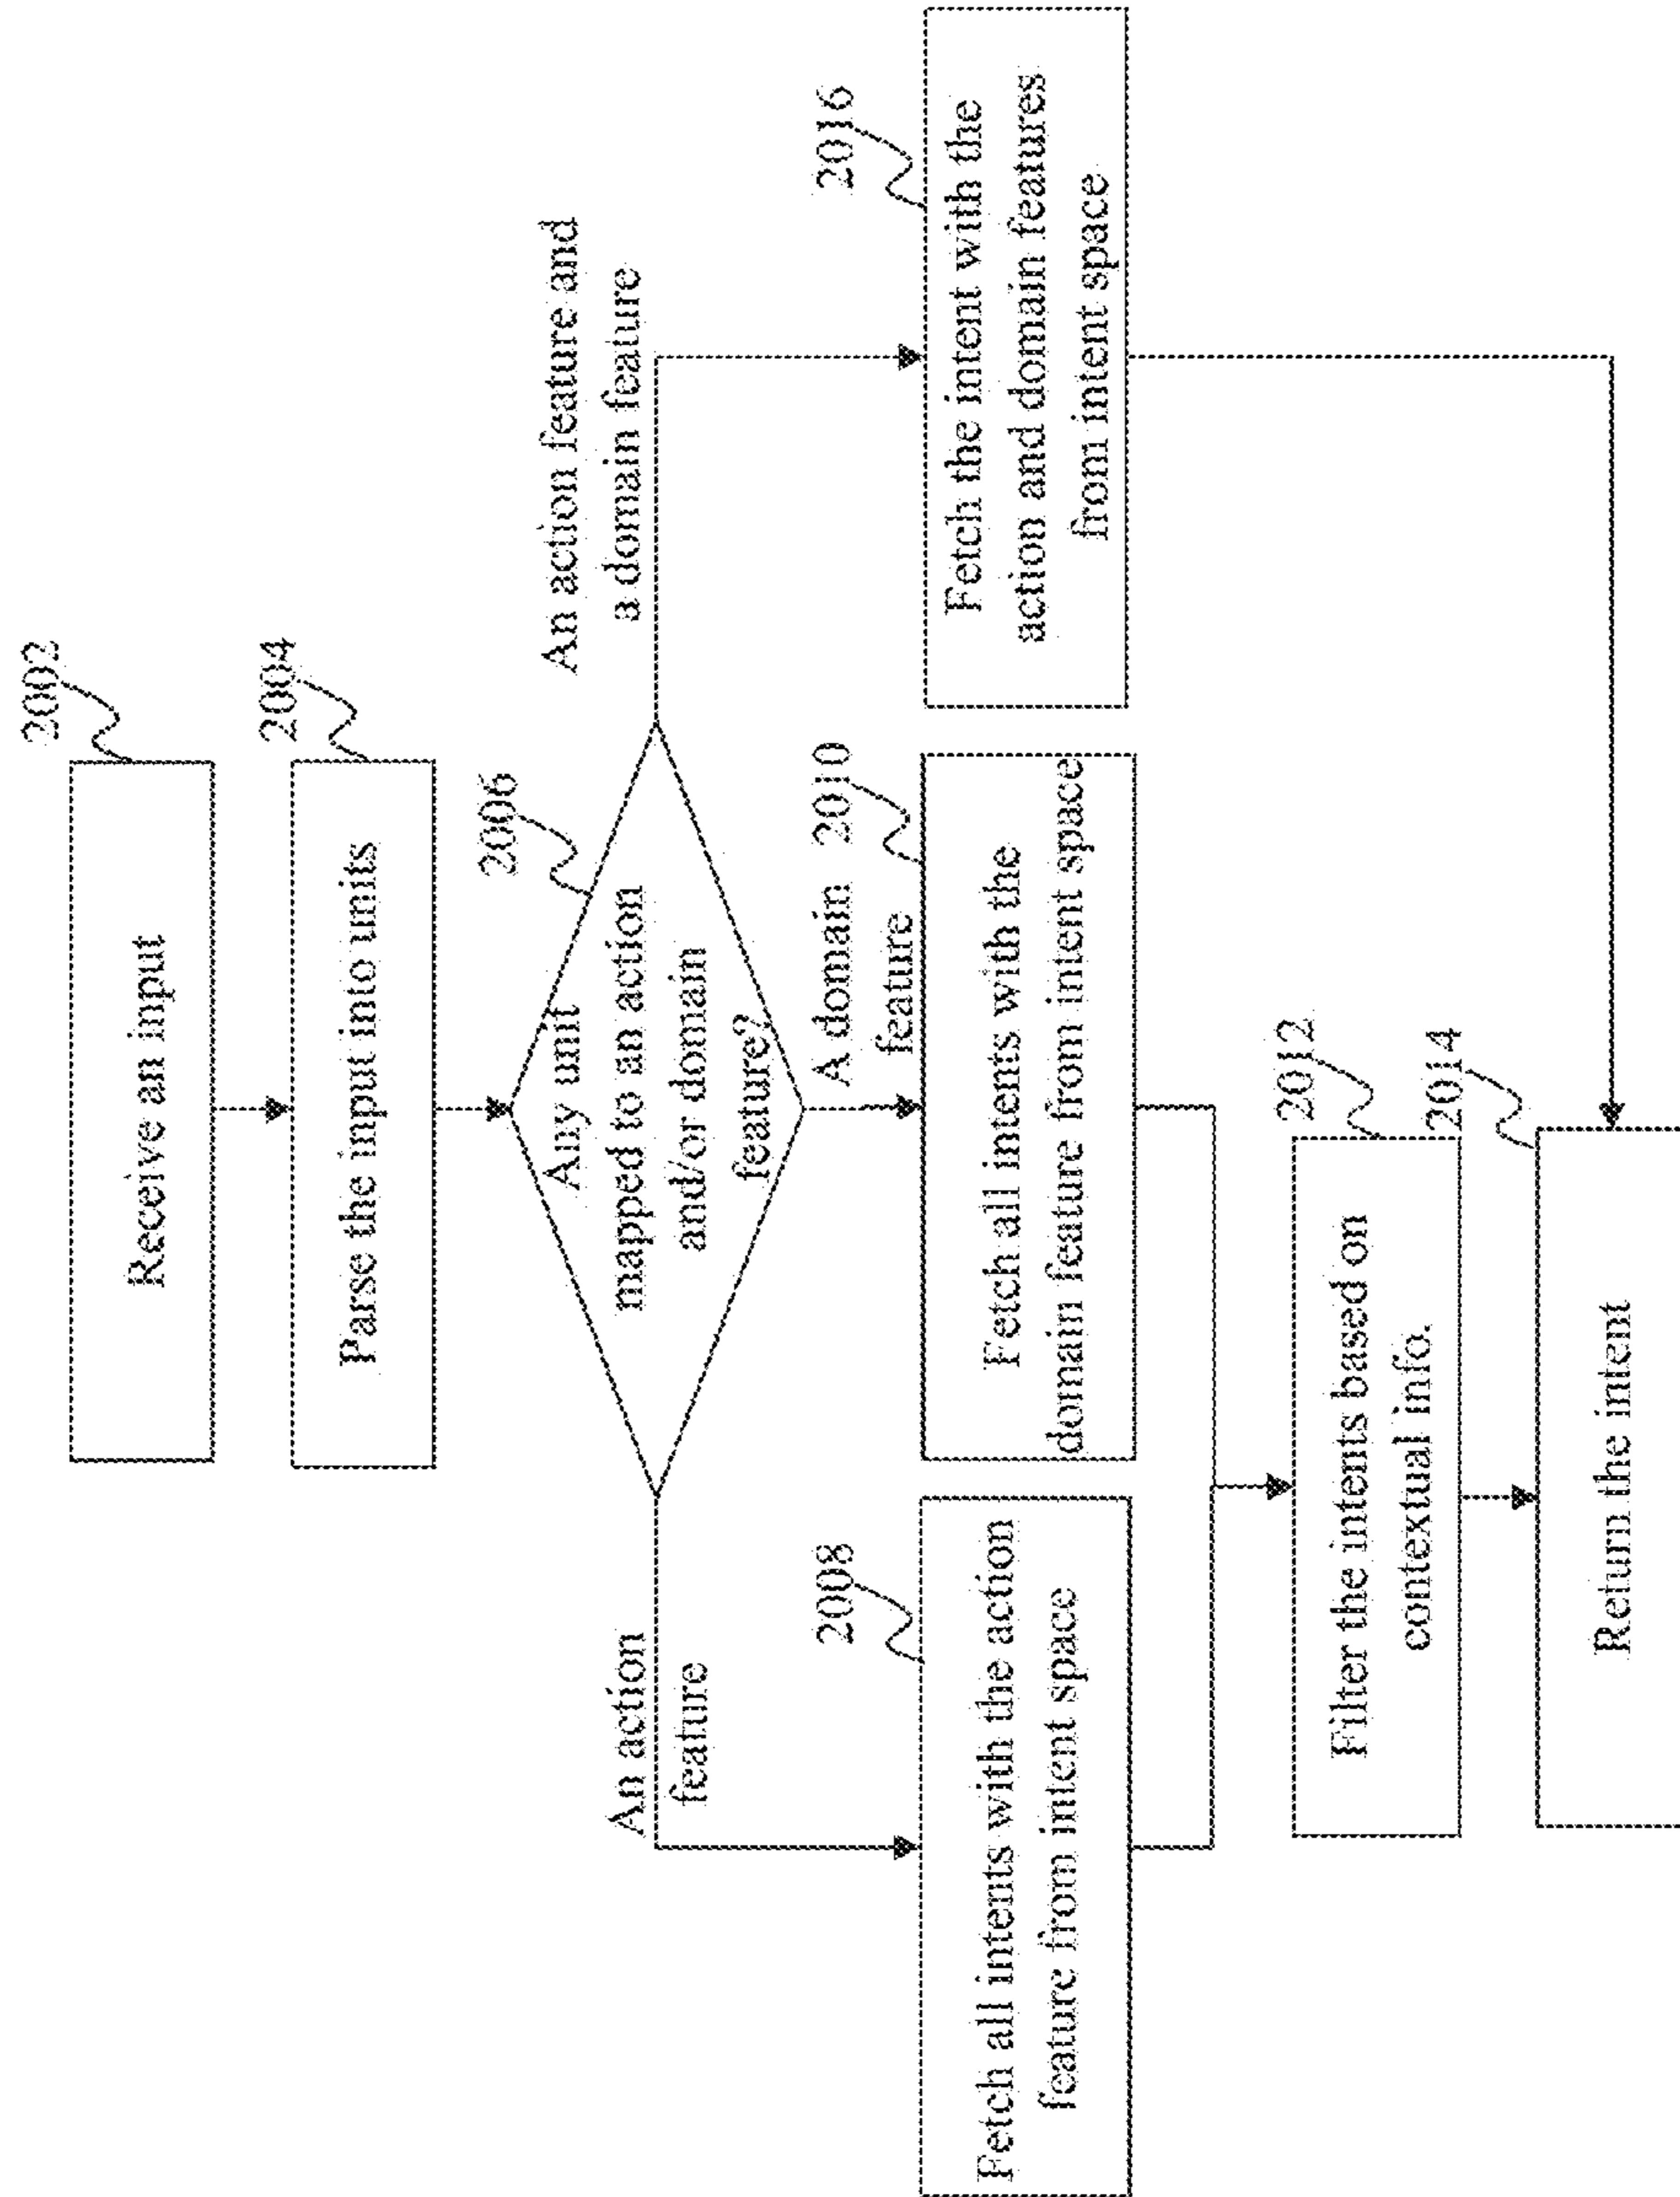 2002
Receive an input
2004
Parse the input into units
2006
Any unit
mapped to an action
and/or domain
feature?
An action
feature
A domain
feature
An action feature and
a domain feature
2008
Fetch all intents with the action
feature from intent space
2010
Fetch all intents with the
domain feature from intent space
2016
Fetch the intent with the
action and domain features
from intent space
2012
Filter the intents based on
contextual info.
2014
Return the intent